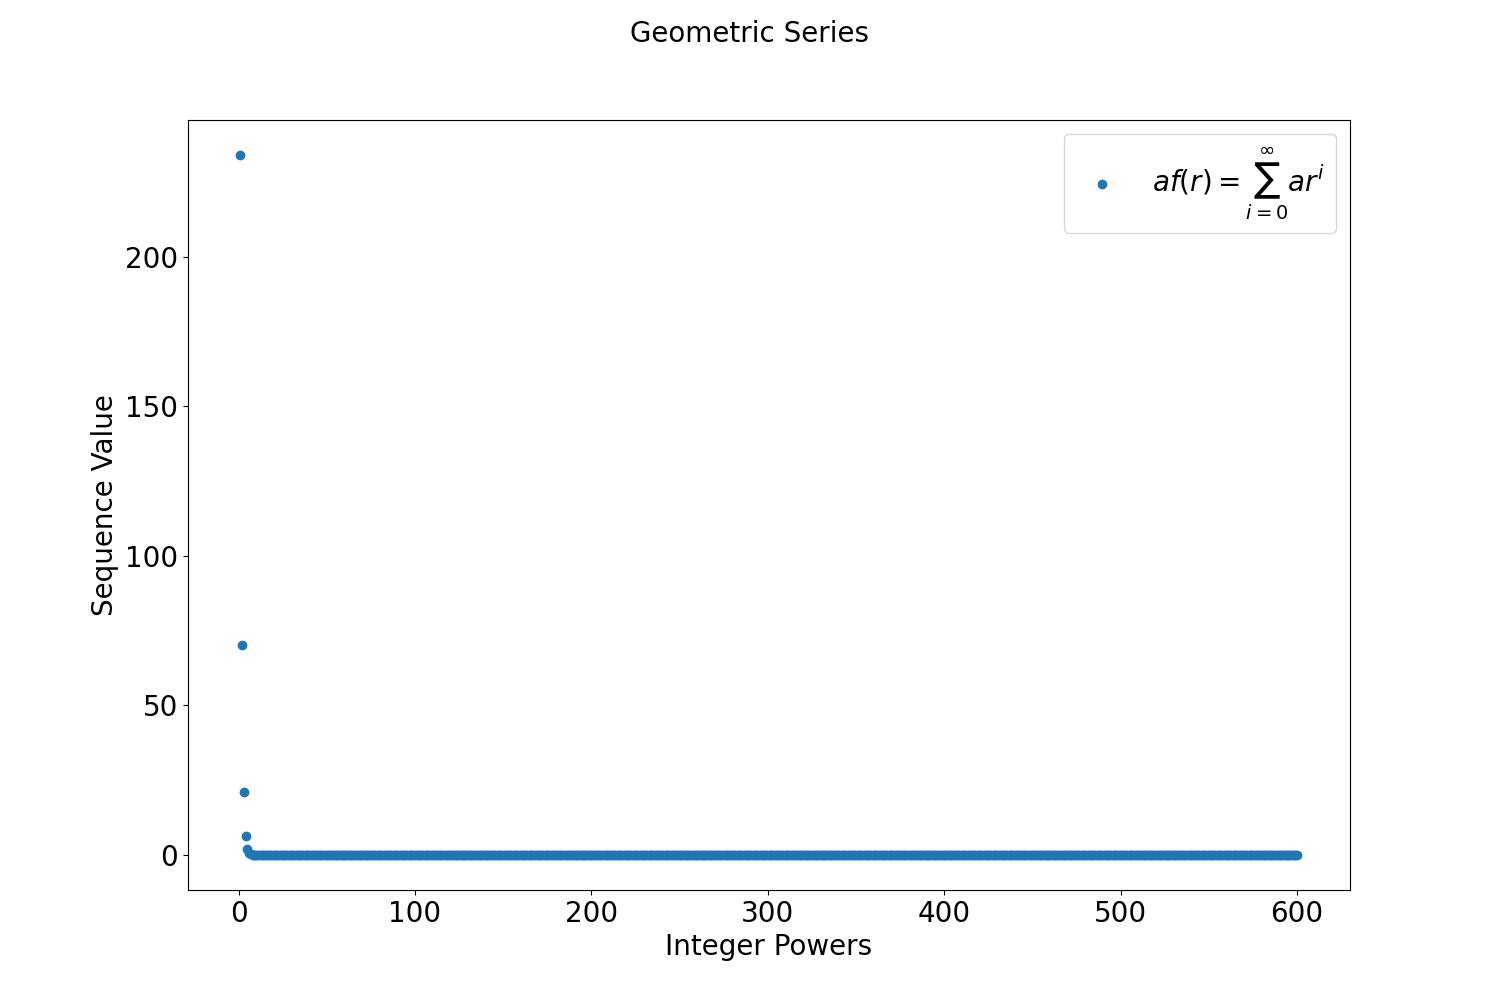 Geometric Series
af(r) = ∑_{i=0}^{∞} ar^i
Sequence Value
200
150
100
50
0
0 100 200 300 400 500 600
Integer Powers